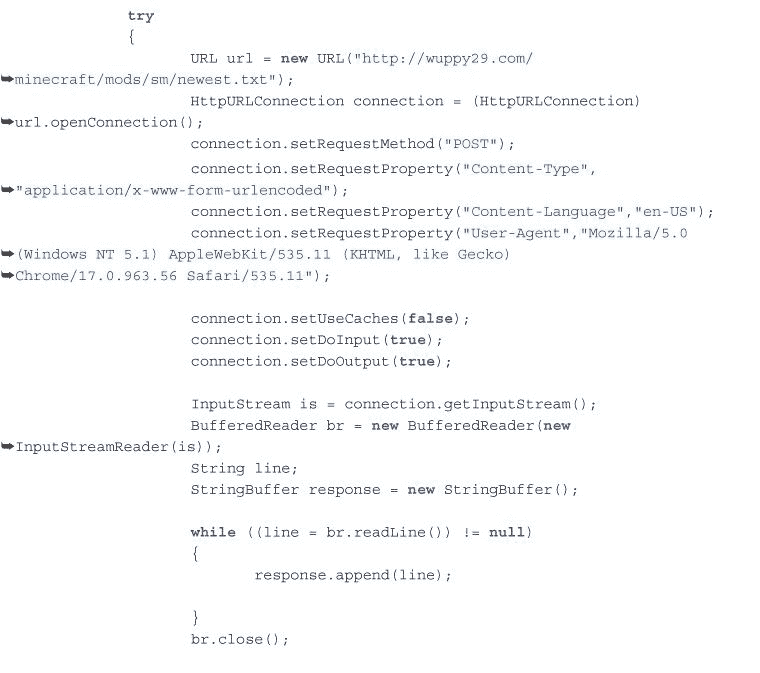 try
{
URL url = new URL("http://wuppy29.com/
➥minecraft/mods/sm/newest.txt");
HttpURLConnection connection = (HttpURLConnection)
➥url.openConnection();
connection.setRequestMethod("POST");
connection.setRequestProperty("Content-Type",
➥"application/x-www-form-urlencoded");
connection.setRequestProperty("Content-Language","en-US");
connection.setRequestProperty("User-Agent","Mozilla/5.0
➥(Windows NT 5.1) AppleWebKit/535.11 (KHTML, like Gecko)
➥Chrome/17.0.963.56 Safari/535.11");
connection.setUseCaches(false);
connection.setDoInput(true);
connection.setDoOutput(true);
InputStream is = connection.getInputStream();
BufferedReader br = new BufferedReader(new
➥InputStreamReader(is));
String line;
StringBuffer response = new StringBuffer();
while ((line = br.readLine()) != null)
{
response.append(line);
}
br.close();